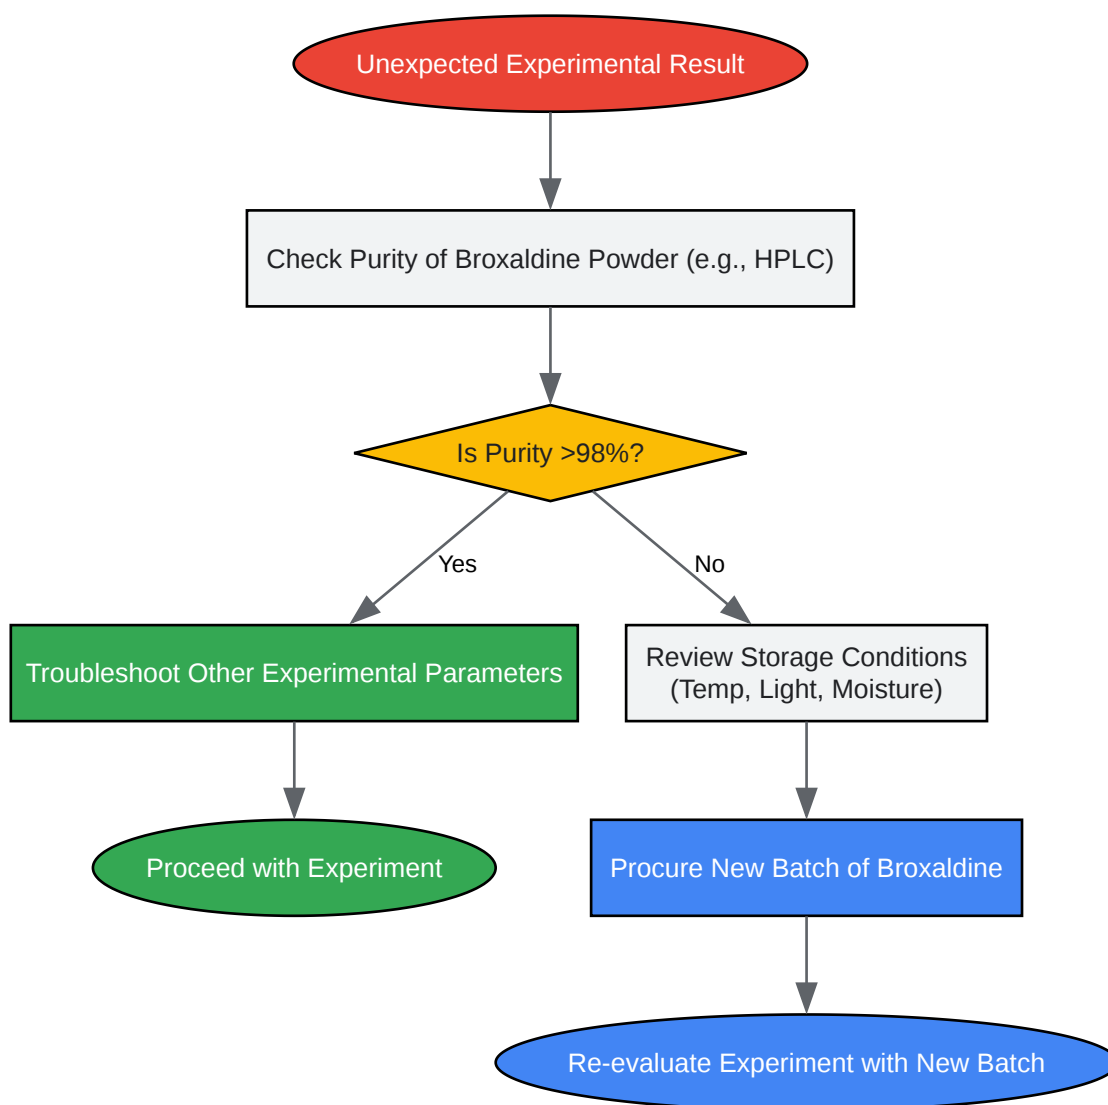 Unexpected Experimental Result
Check Purity of Broxaldine Powder (e.g., HPLC)
Is Purity >98%?
Yes
No
Troubleshoot Other Experimental Parameters
Review Storage Conditions
(Temp, Light, Moisture)
Proceed with Experiment
Procure New Batch of Broxaldine
Re-evaluate Experiment with New Batch